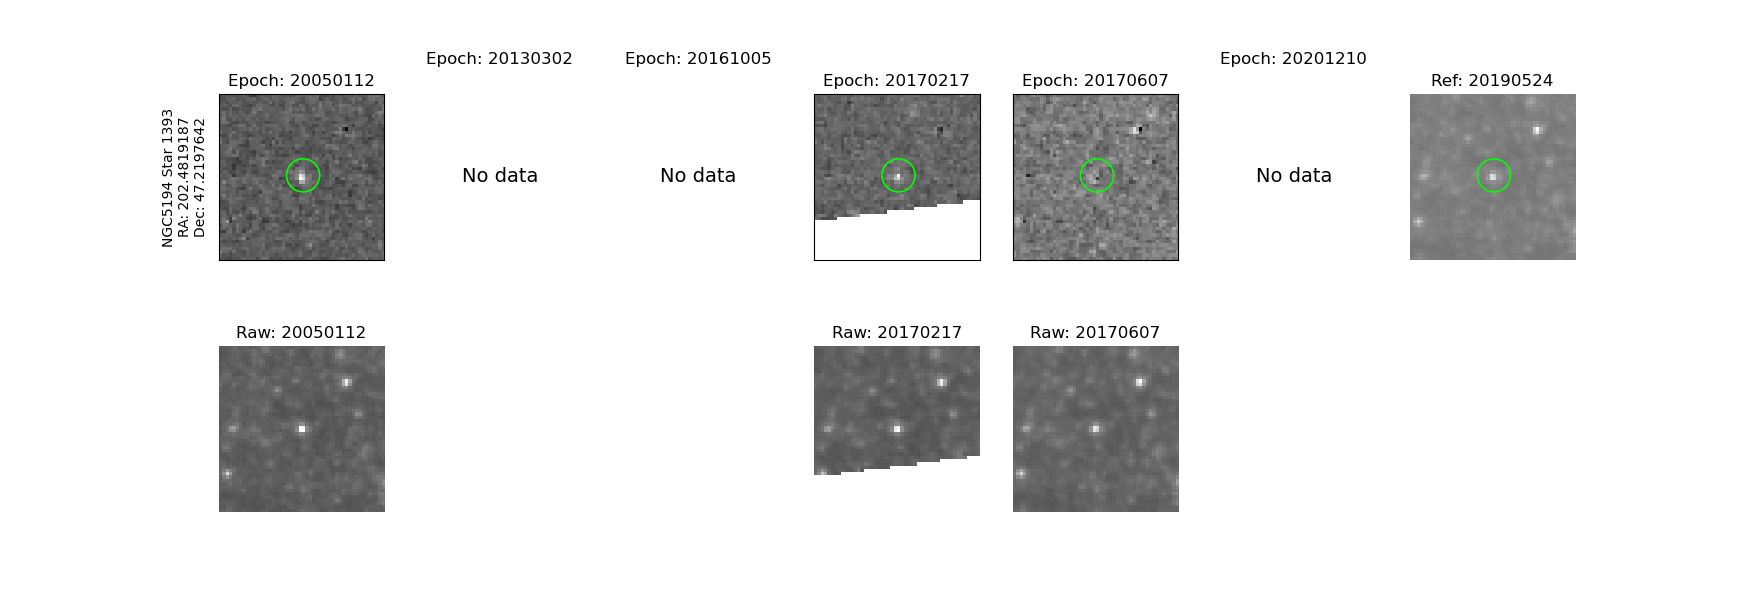 Epoch: 20130302
Epoch: 20161005
Epoch: 20201210
Epoch: 20050112
Epoch: 20170217
Epoch: 20170607
Ref: 20190524
NGC5194 Star 1393
RA: 202.4819187
Dec: 47.2197642
No data
No data
No data
Raw: 20050112
Raw: 20170217
Raw: 20170607